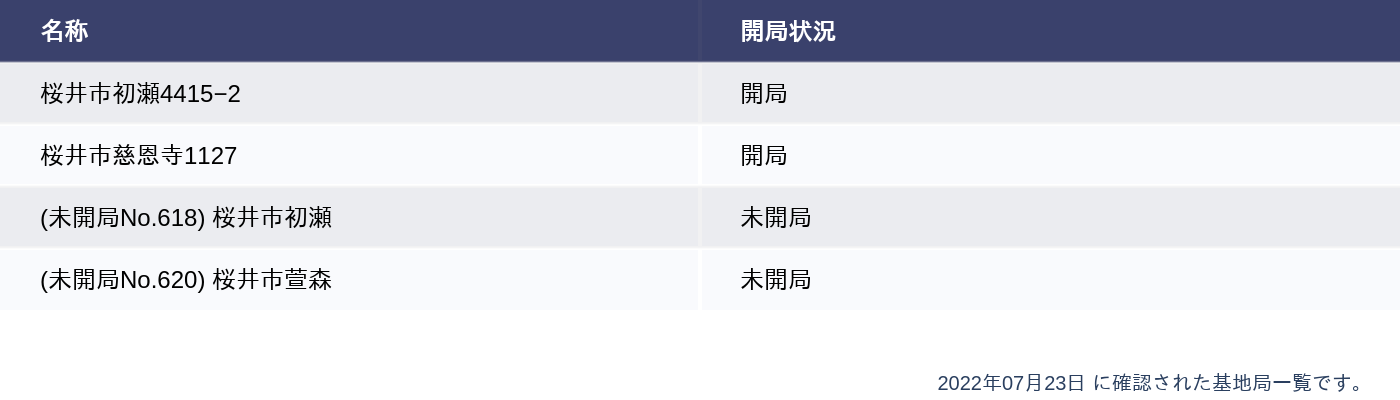 名称 開局状況
桜井市初瀬4415−2 開局
桜井市慈恩寺1127 開局
(未開局No.618) 桜井市初瀬 未開局
(未開局No.620) 桜井市萱森 未開局
2022年07月23日 に確認された基地局一覧です。